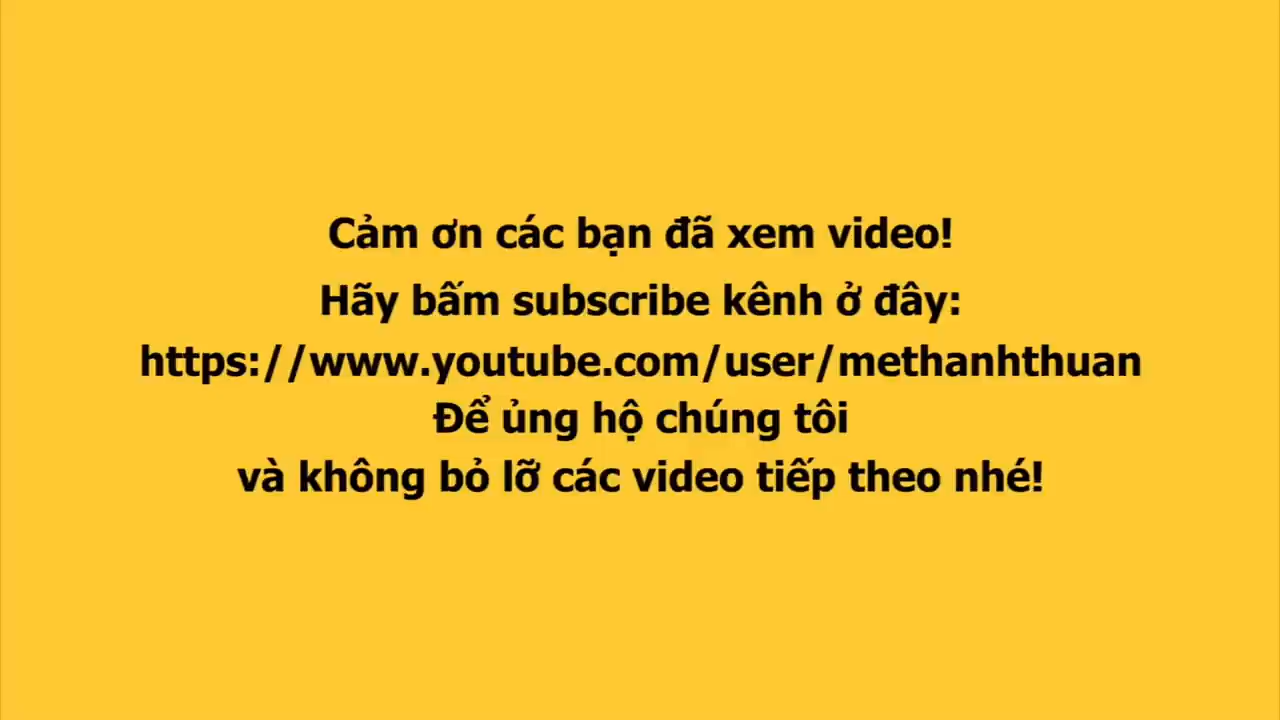 Cảm ơn các bạn đã xem video!
Hãy bấm subscribe kênh ở đây:
https://www.youtube.com/user/methanhthuan
Để ủng hộ chúng tôi
và không bỏ lỡ các video tiếp theo nhé!